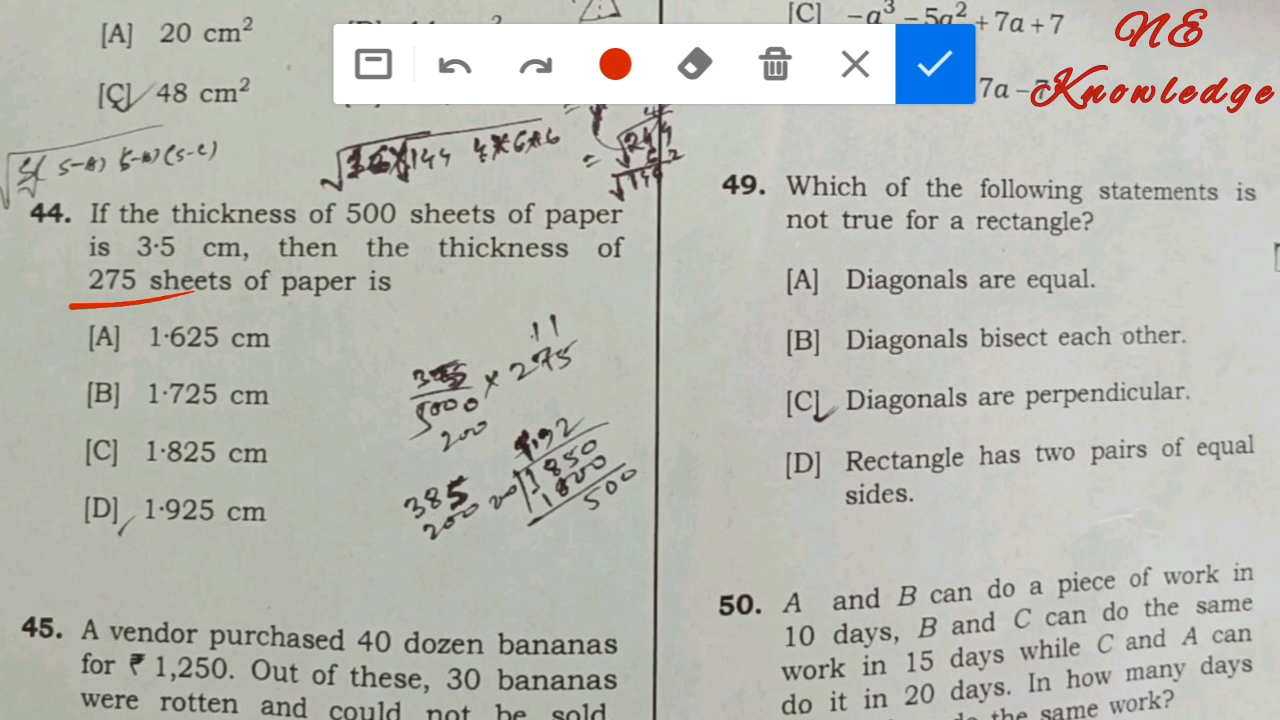 [A] 20 cm²
[C] 48 cm²
44. If the thickness of 500 sheets of paper
is 3·5 cm, then the thickness of
275 sheets of paper is
[A] 1·625 cm
[B] 1·725 cm
[C] 1·825 cm
[D] 1·925 cm
× 275
11
200
385
200
500
45. A vendor purchased 40 dozen bananas
for ₹ 1,250. Out of these, 30 bananas
were rotten and could not be sold.
[C] −a³ − 5a² + 7a + 7
7a −
NE
Knowledge
49. Which of the following statements is
not true for a rectangle?
[A] Diagonals are equal.
[B] Diagonals bisect each other.
[C] Diagonals are perpendicular.
[D] Rectangle has two pairs of equal
sides.
50. A and B can do a piece of work in
10 days, B and C can do the same
work in 15 days while C and A can
do it in 20 days. In how many days
the same work?